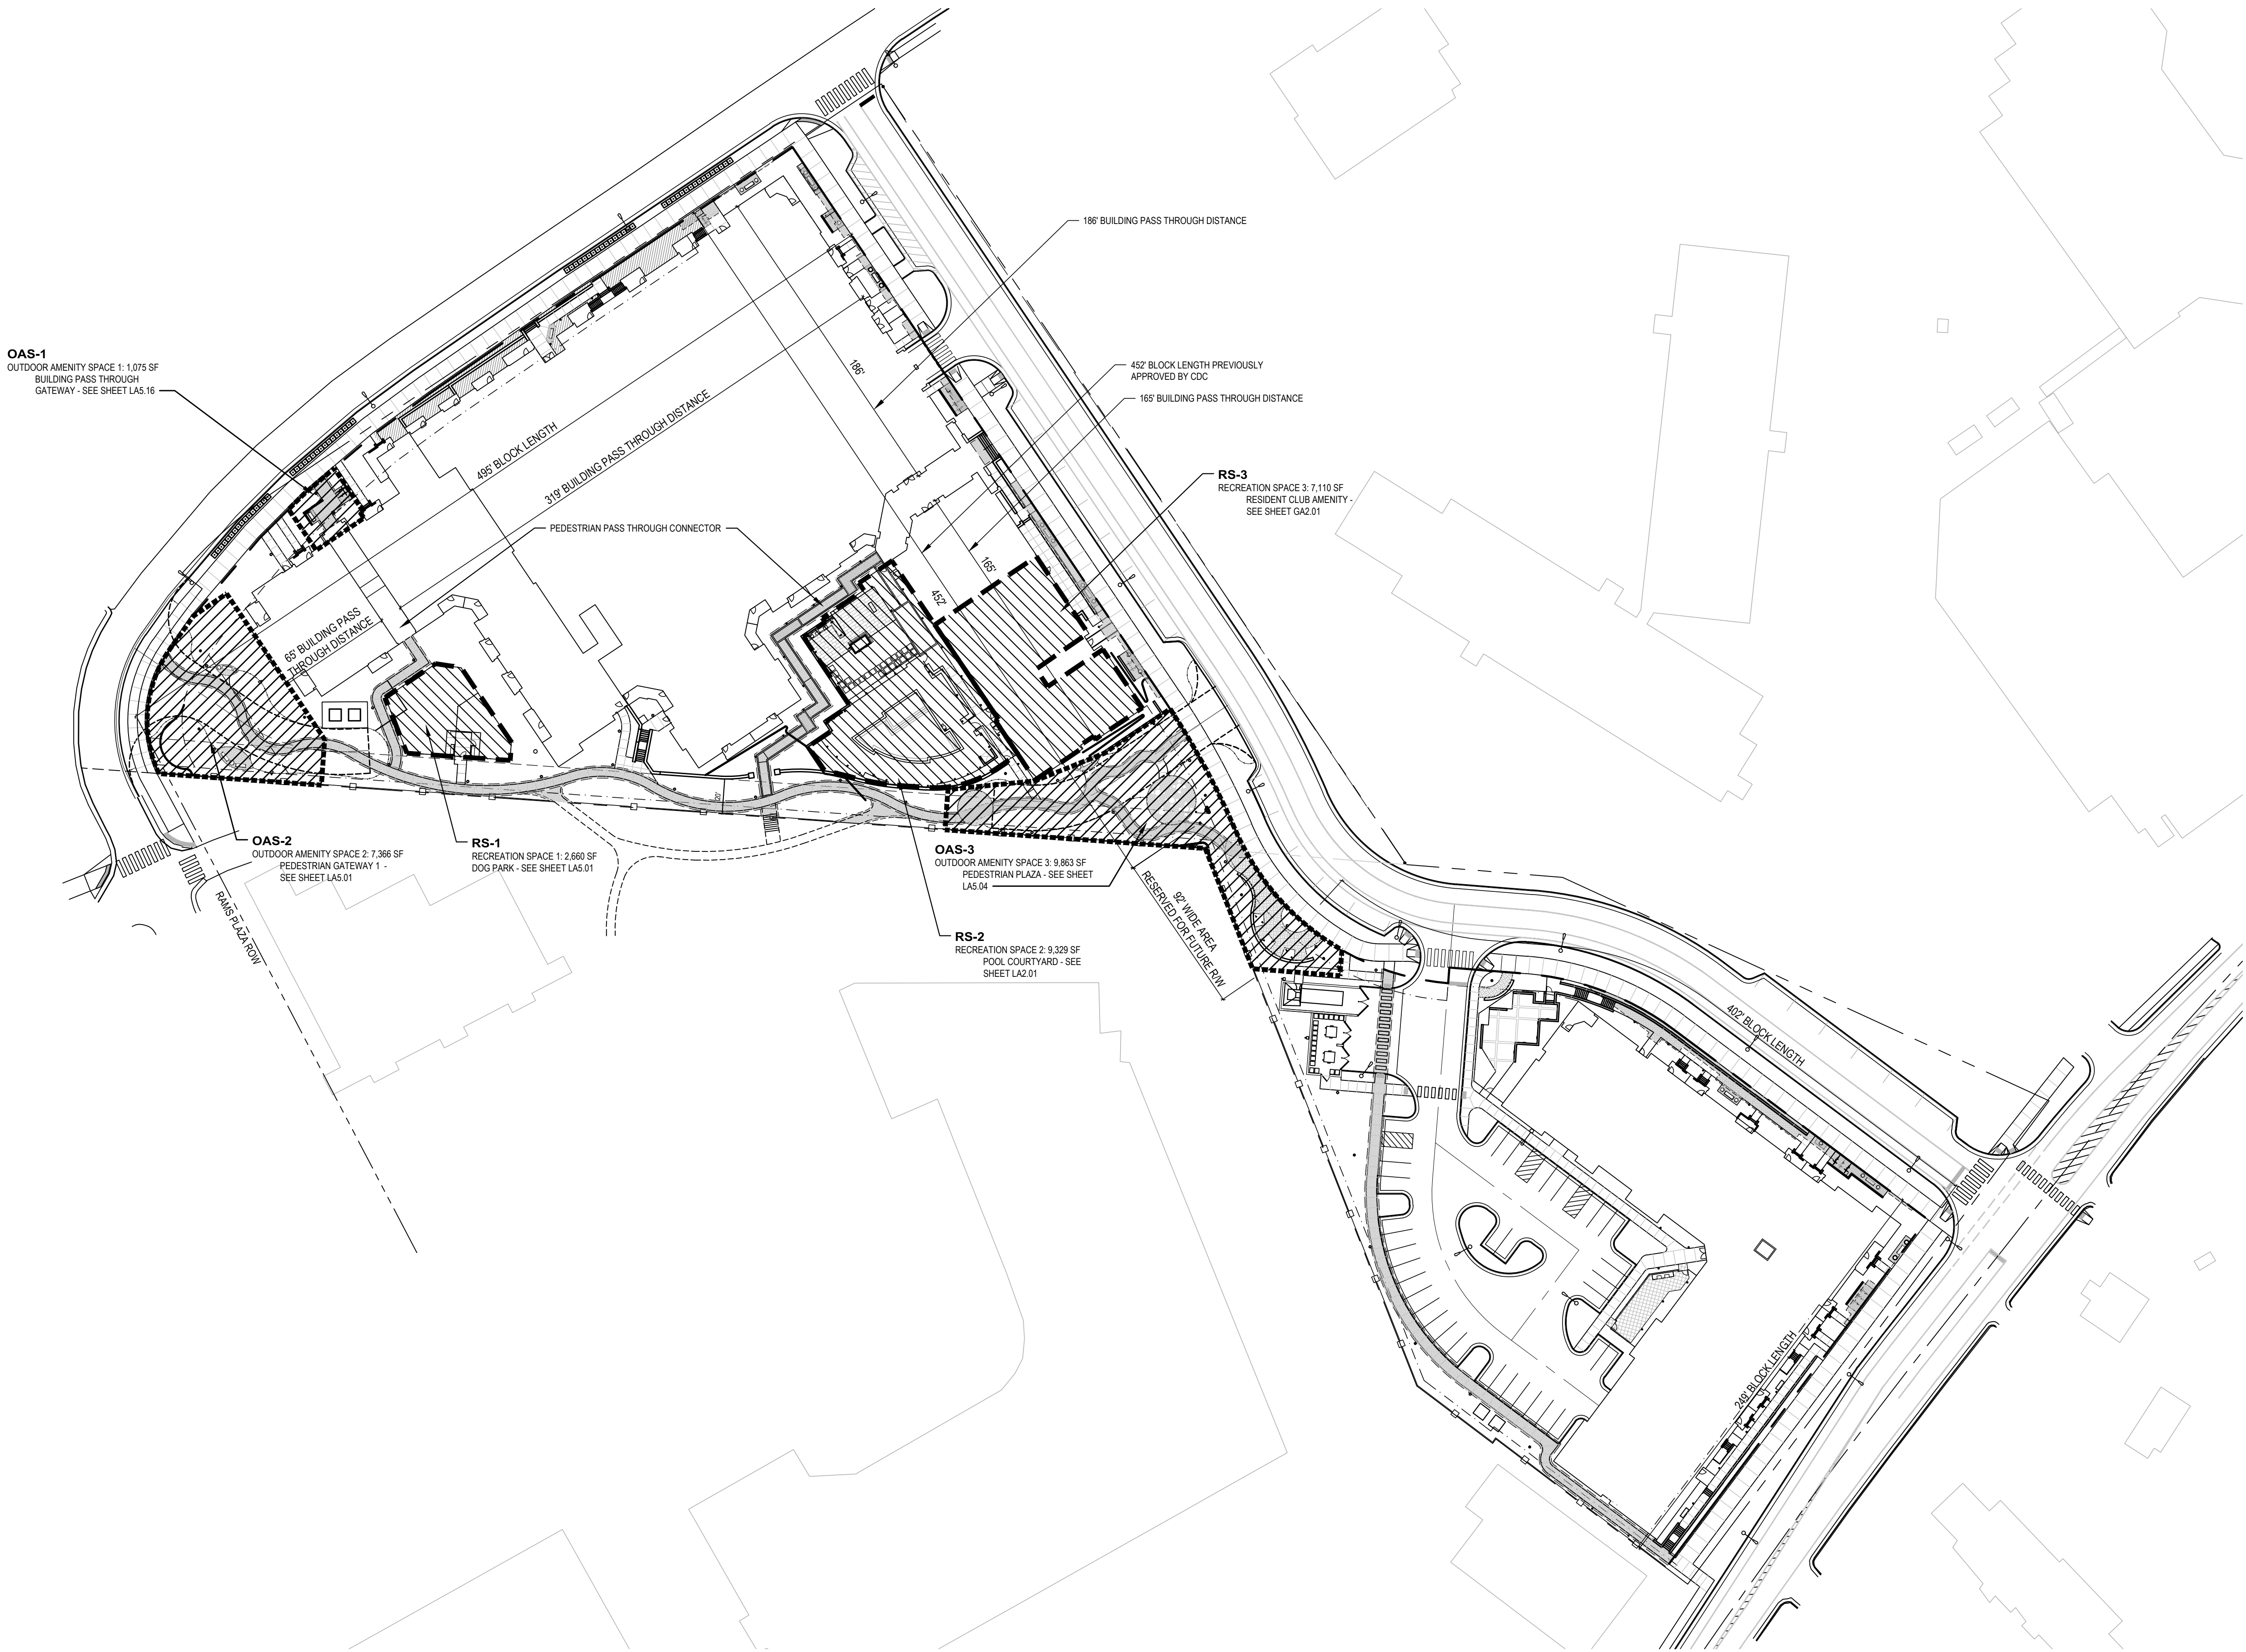 186' BUILDING PASS THROUGH DISTANCE
OAS-1
OUTDOOR AMENITY SPACE 1: 1,075 SF
BUILDING PASS THROUGH
GATEWAY - SEE SHEET LA5.16
186'
452' BLOCK LENGTH PREVIOUSLY
APPROVED BY CDC
165' BUILDING PASS THROUGH DISTANCE
495' BLOCK LENGTH
319' BUILDING PASS THROUGH DISTANCE
RS-3
RECREATION SPACE 3: 7,110 SF
RESIDENT CLUB AMENITY -
SEE SHEET GA2.01
PEDESTRIAN PASS THROUGH CONNECTOR
165'
452'
65' BUILDING PASS
THROUGH DISTANCE
20'
OAS-2
OUTDOOR AMENITY SPACE 2: 7,366 SF
PEDESTRIAN GATEWAY 1 -
SEE SHEET LA5.01
RS-1
RECREATION SPACE 1: 2,660 SF
DOG PARK - SEE SHEET LA5.01
OAS-3
OUTDOOR AMENITY SPACE 3: 9,863 SF
PEDESTRIAN PLAZA - SEE SHEET
LA5.04
RAMS PLAZA ROW
92' WIDE AREA
RESERVED FOR FUTURE R/W
RS-2
RECREATION SPACE 2: 9,329 SF
POOL COURTYARD - SEE
SHEET LA2.01
402' BLOCK LENGTH
249' BLOCK LENGTH